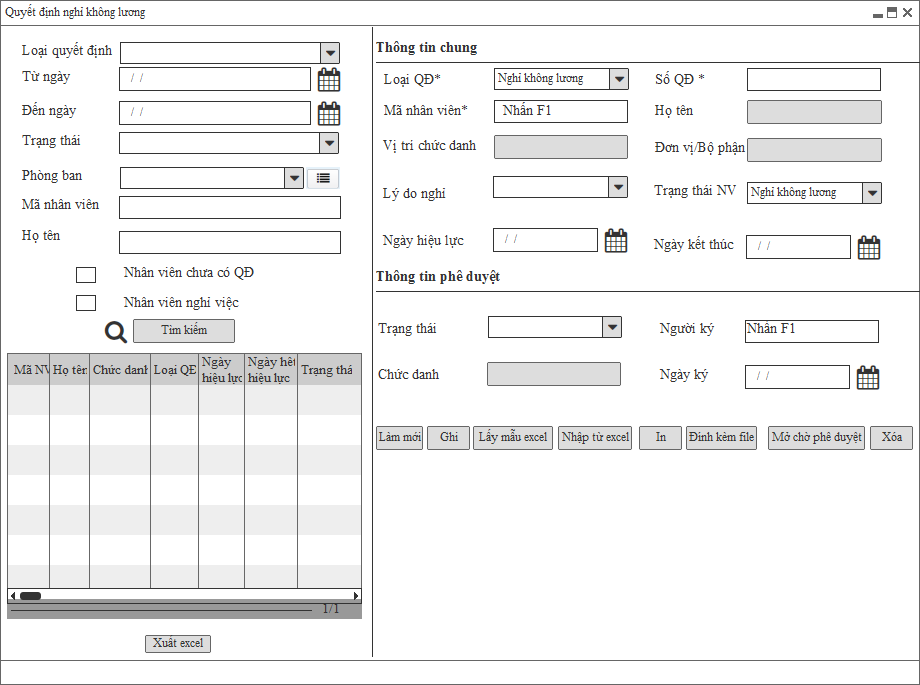 Quyết định nghỉ không lương
Loại quyết định
Từ ngày
/ /
Đến ngày
/ /
Trạng thái
Phòng ban
Mã nhân viên
Họ tên
Nhân viên chưa có QĐ
Nhân viên nghỉ việc
Tìm kiếm
Mã NV Họ tên Chức danh Loại QĐ Ngày hiệu lực Ngày hết hiệu lực Trạng thá
1/1
Xuất excel
Thông tin chung
Loại QĐ* Nghỉ không lương Số QĐ *
Mã nhân viên* Nhấn F1 Họ tên
Vị trí chức danh Đơn vị/Bộ phận
Lý do nghỉ Trạng thái NV Nghỉ không lương
Ngày hiệu lực / / Ngày kết thúc / /
Thông tin phê duyệt
Trạng thái Người ký Nhấn F1
Chức danh Ngày ký / /
Làm mới Ghi Lấy mẫu excel Nhập từ excel In Đính kèm file Mở chờ phê duyệt Xóa